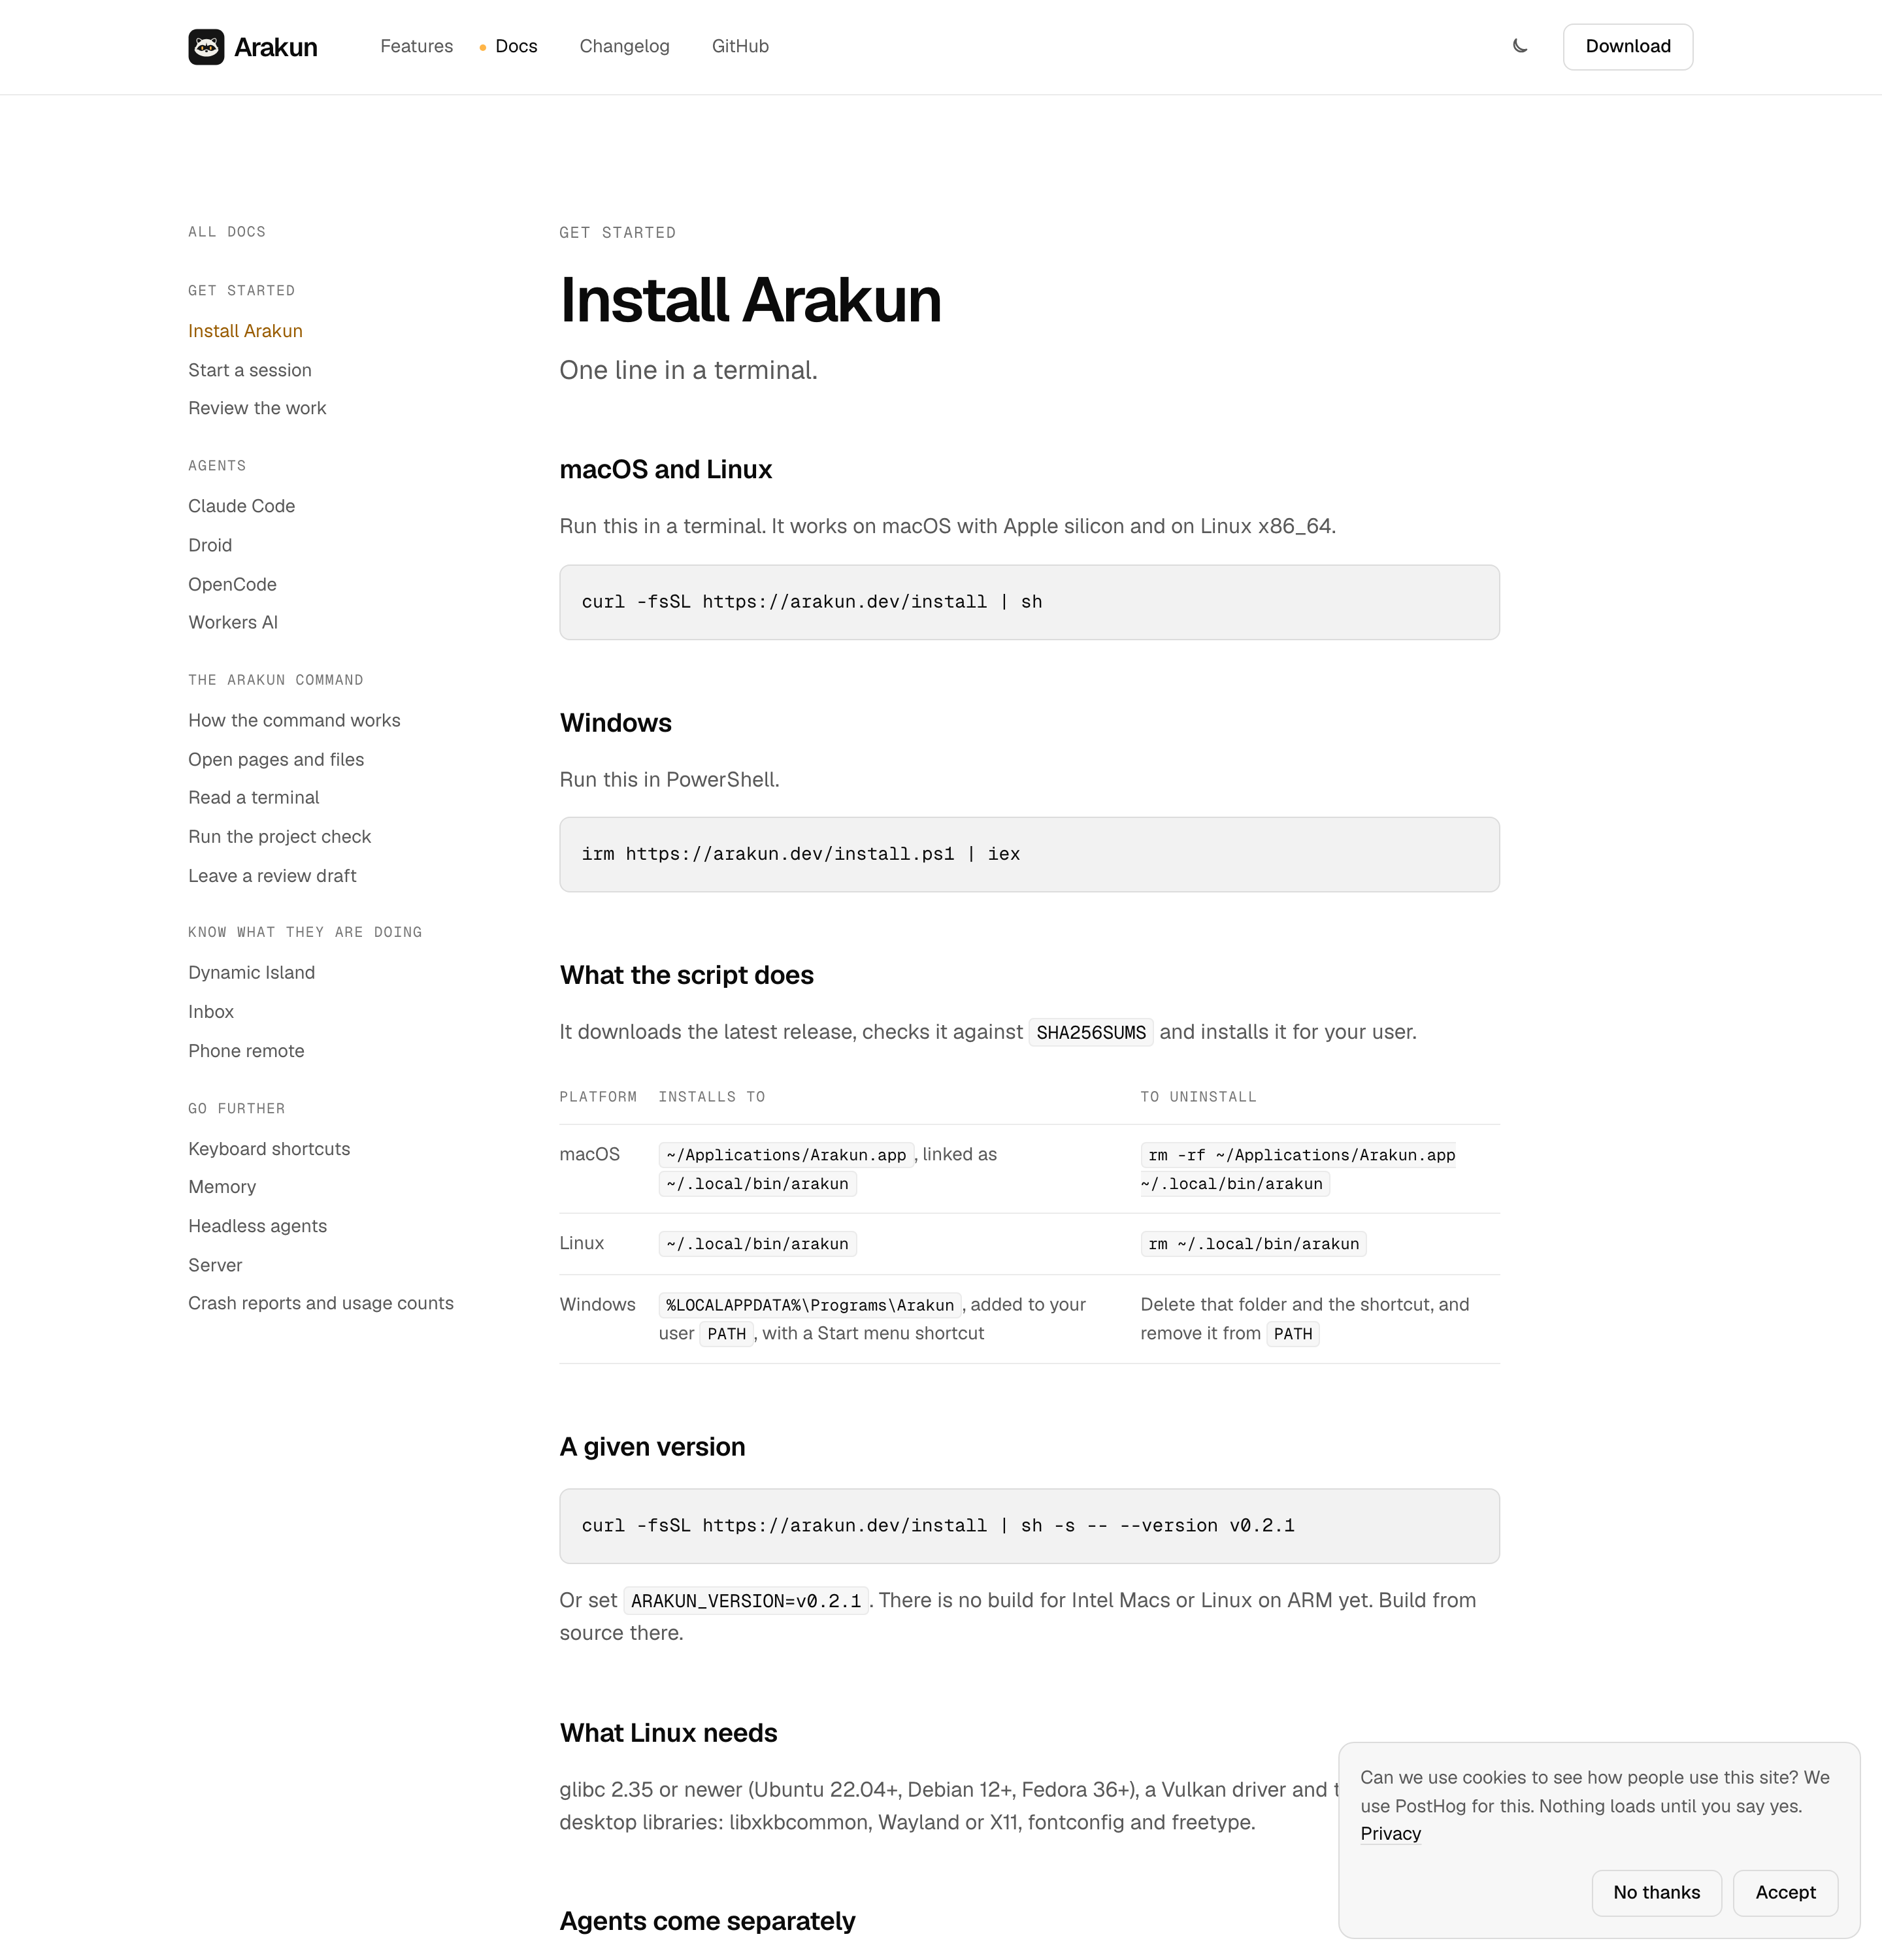 Arakun
Features
Docs
Changelog
GitHub
Download
ALL DOCS
GET STARTED
Install Arakun
Start a session
Review the work
AGENTS
Claude Code
Droid
OpenCode
Workers AI
THE ARAKUN COMMAND
How the command works
Open pages and files
Read a terminal
Run the project check
Leave a review draft
KNOW WHAT THEY ARE DOING
Dynamic Island
Inbox
Phone remote
GO FURTHER
Keyboard shortcuts
Memory
Headless agents
Server
Crash reports and usage counts
GET STARTED
Install Arakun
One line in a terminal.
macOS and Linux
Run this in a terminal. It works on macOS with Apple silicon and on Linux x86_64.
curl -fsSL https://arakun.dev/install | sh
Windows
Run this in PowerShell.
irm https://arakun.dev/install.ps1 | iex
What the script does
It downloads the latest release, checks it against SHA256SUMS and installs it for your user.
PLATFORM INSTALLS TO TO UNINSTALL
macOS ~/Applications/Arakun.app, linked as rm -rf ~/Applications/Arakun.app
~/.local/bin/arakun ~/.local/bin/arakun
Linux ~/.local/bin/arakun rm ~/.local/bin/arakun
Windows %LOCALAPPDATA%\Programs\Arakun, added to your Delete that folder and the shortcut, and
user PATH, with a Start menu shortcut remove it from PATH
A given version
curl -fsSL https://arakun.dev/install | sh -s -- --version v0.2.1
Or set ARAKUN_VERSION=v0.2.1. There is no build for Intel Macs or Linux on ARM yet. Build from
source there.
What Linux needs
glibc 2.35 or newer (Ubuntu 22.04+, Debian 12+, Fedora 36+), a Vulkan driver and
desktop libraries: libxkbcommon, Wayland or X11, fontconfig and freetype.
Agents come separately
Can we use cookies to see how people use this site? We
use PostHog for this. Nothing loads until you say yes.
Privacy
No thanks
Accept